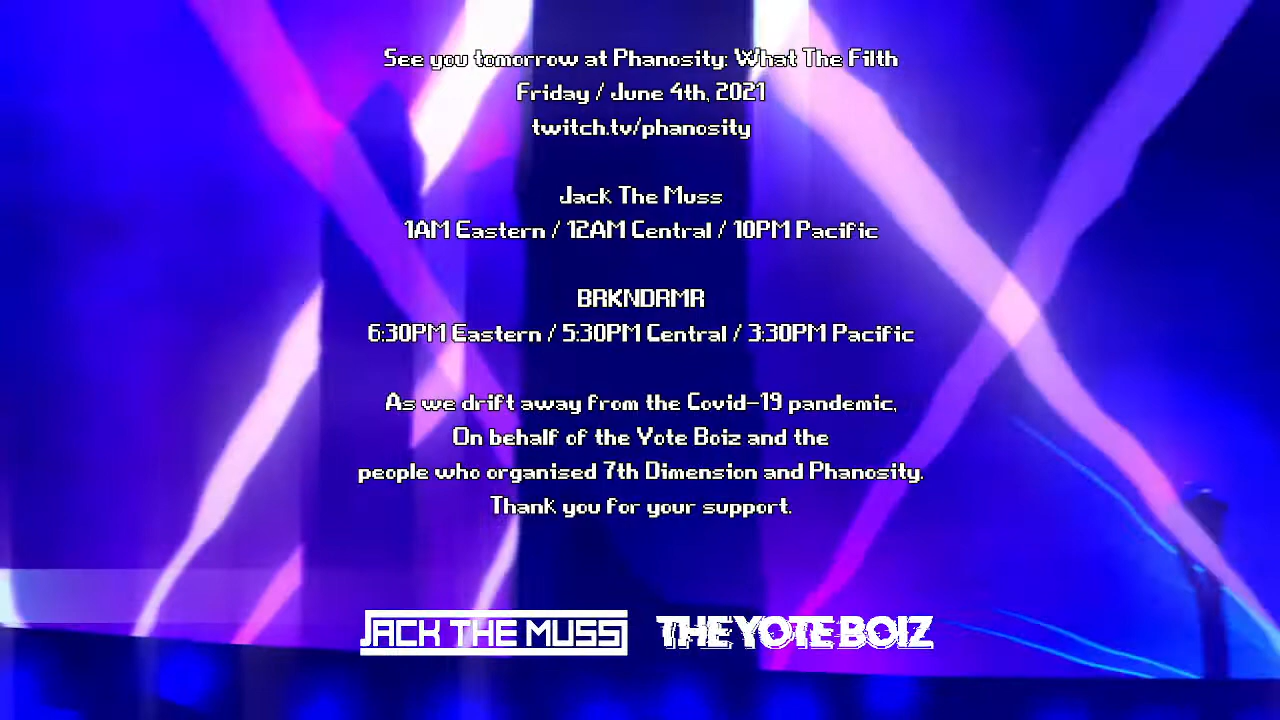 See you tomorrow at Phanosity: What The Filth
Friday / June 4th, 2021
twitch.tv/phanosity
Jack The Muss
1AM Eastern / 12AM Central / 10PM Pacific
BRKNDRMR
6:30PM Eastern / 5:30PM Central / 3:30PM Pacific
As we drift away from the Covid-19 pandemic,
On behalf of the Yote Boiz and the
people who organised 7th Dimension and Phanosity.
Thank you for your support.
JACK THE MUSS THE YOTE BOIZ